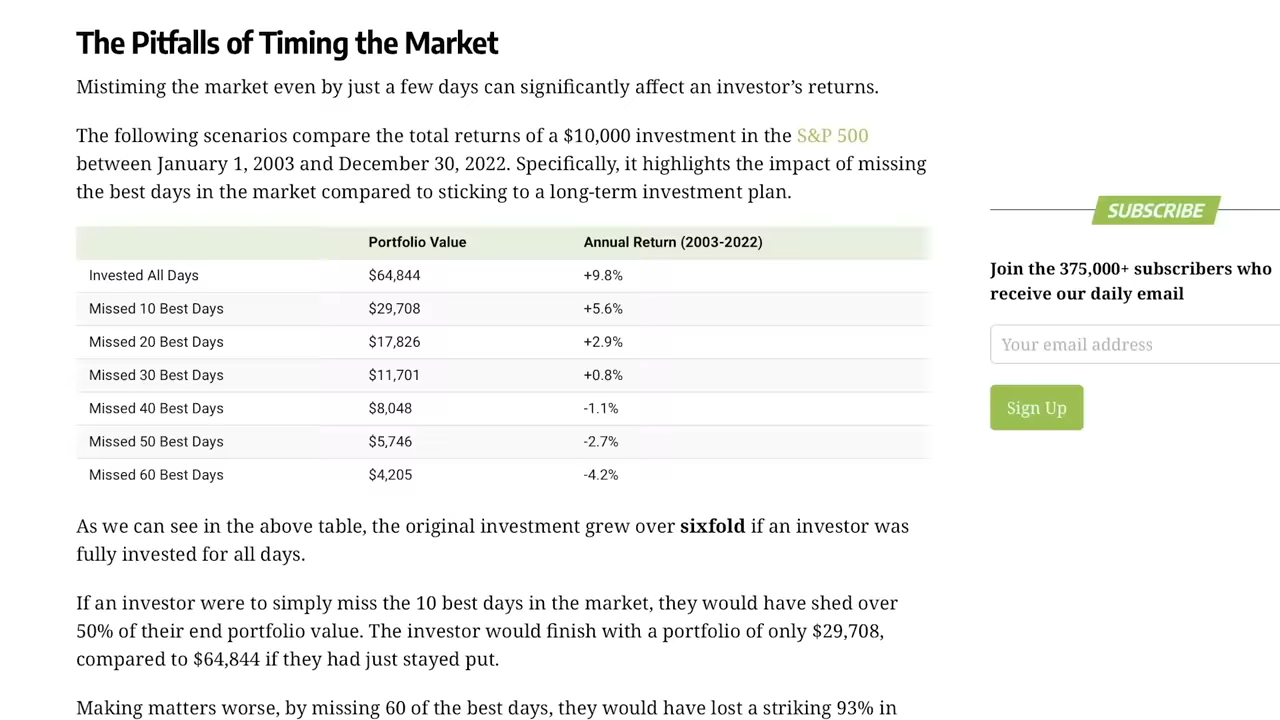 The Pitfalls of Timing the Market
Mistiming the market even by just a few days can significantly affect an investor’s returns.
The following scenarios compare the total returns of a $10,000 investment in the S&P 500
between January 1, 2003 and December 30, 2022. Specifically, it highlights the impact of missing
the best days in the market compared to sticking to a long-term investment plan.
Portfolio Value Annual Return (2003-2022)
Invested All Days $64,844 +9.8%
Missed 10 Best Days $29,708 +5.6%
Missed 20 Best Days $17,826 +2.9%
Missed 30 Best Days $11,701 +0.8%
Missed 40 Best Days $8,048 -1.1%
Missed 50 Best Days $5,746 -2.7%
Missed 60 Best Days $4,205 -4.2%
As we can see in the above table, the original investment grew over sixfold if an investor was
fully invested for all days.
If an investor were to simply miss the 10 best days in the market, they would have shed over
50% of their end portfolio value. The investor would finish with a portfolio of only $29,708,
compared to $64,844 if they had just stayed put.
Making matters worse, by missing 60 of the best days, they would have lost a striking 93% in
SUBSCRIBE
Join the 375,000+ subscribers who
receive our daily email
Your email address
Sign Up